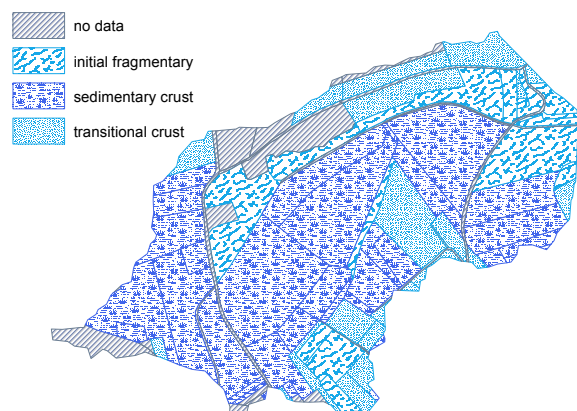 no data
initial fragmentary
sedimentary crust
transitional crust